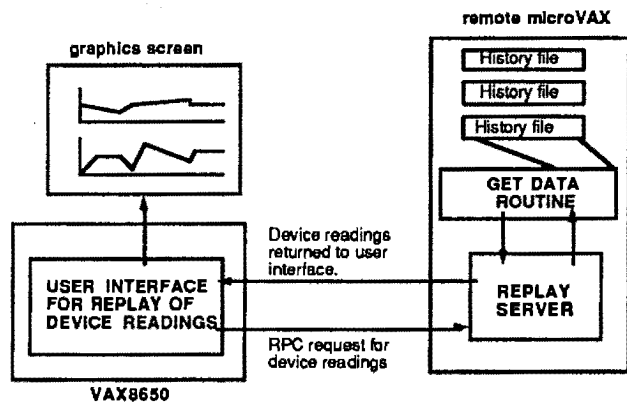 remote microVAX
graphics screen
History file
History file
History file
GET DATA
ROUTINE
Device readings
returned to user
interface.
USER INTERFACE
FOR REPLAY OF
DEVICE READINGS
REPLAY
SERVER
RPC request for
device readings
VAX8650